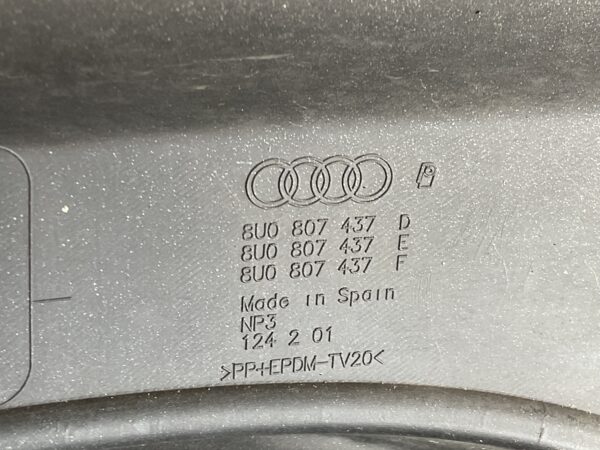 8U0 807 437 D
8U0 807 437 E
8U0 807 437 F
Made in Spain
NP3
124 2 01
>PP+EPDM-TV20<